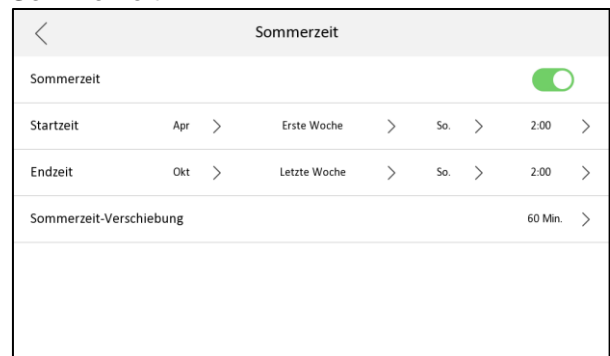 Sommerzeit
Sommerzeit
Startzeit Apr Erste Woche So. 2:00
Endzeit Okt Letzte Woche So. 2:00
Sommerzeit-Verschiebung 60 Min.